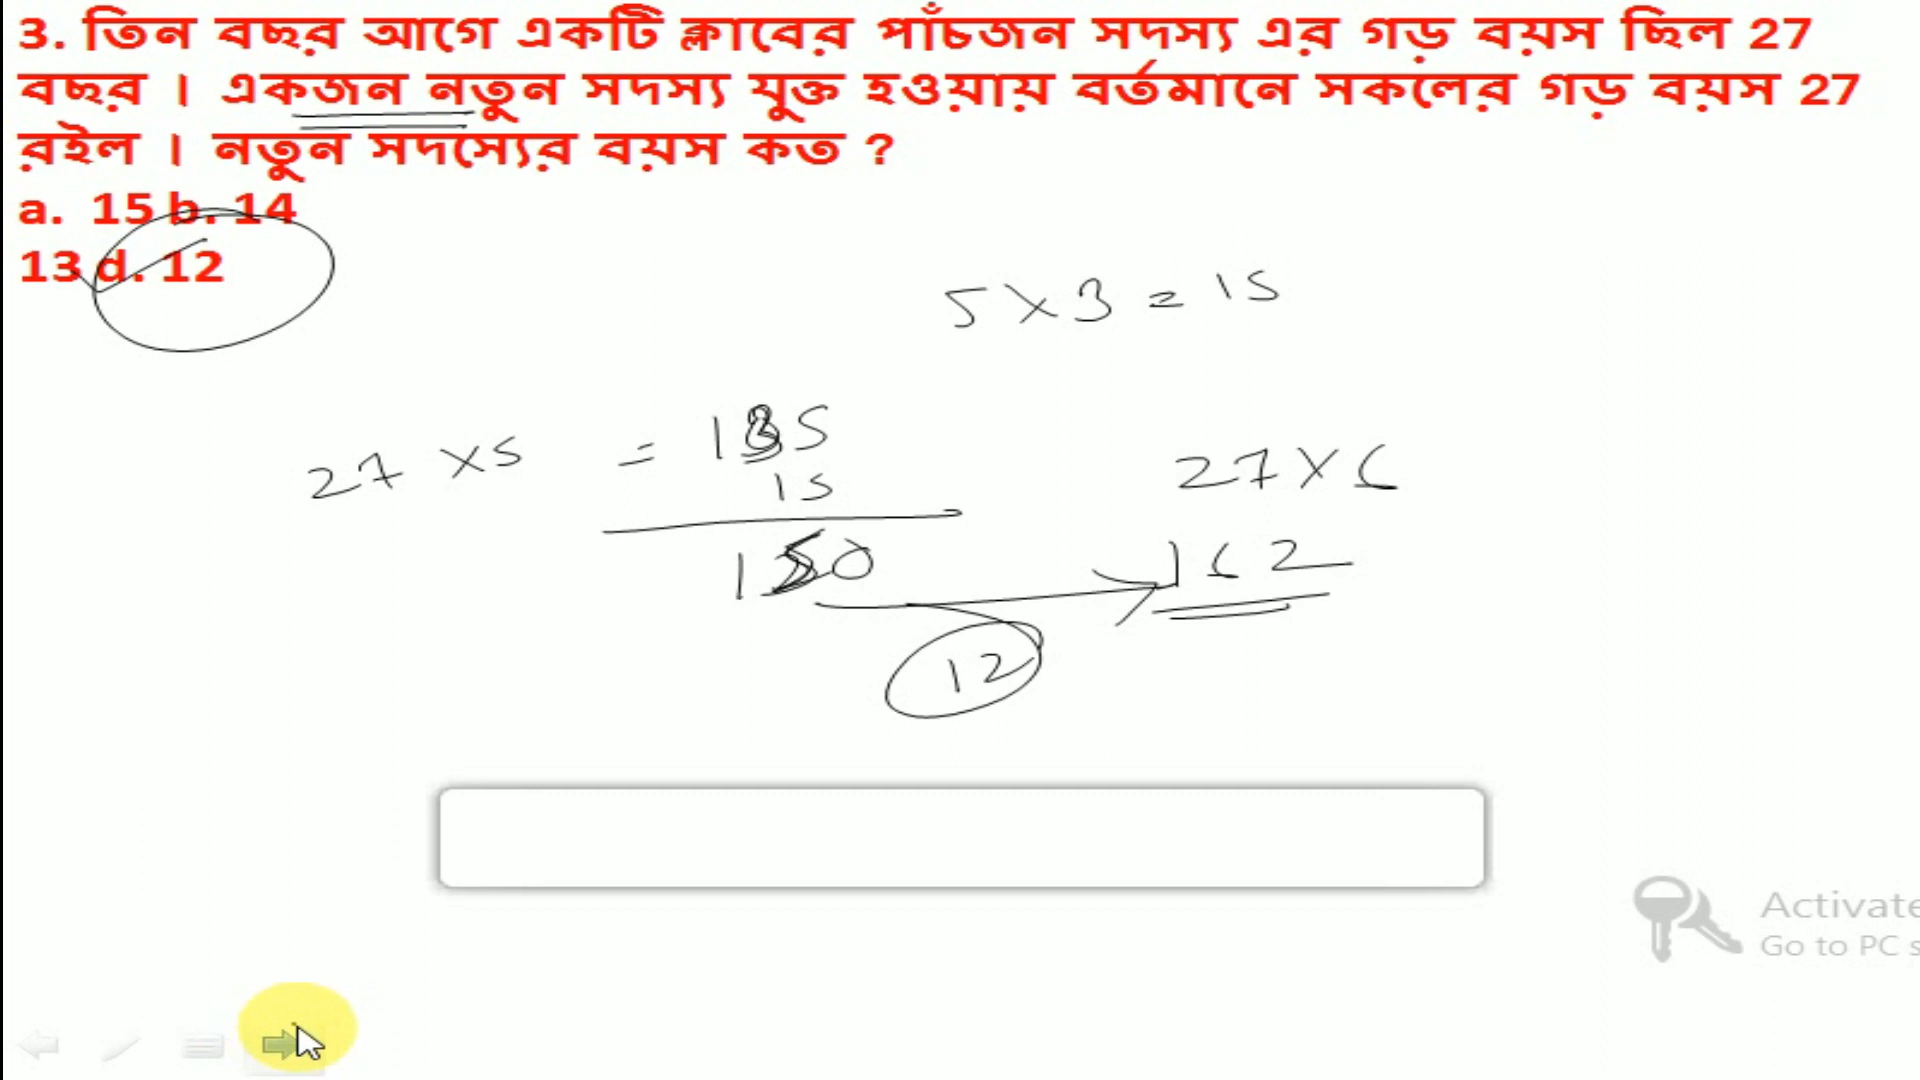 3. তিন বছর আগে একটি ক্লাবের পাঁচজন সদস্য এর গড় বয়স ছিল 27
বছর । একজন নতুন সদস্য যুক্ত হওয়ায় বর্তমানে সকলের গড় বয়স 27
রইল । নতুন সদস্যের বয়স কত ?
a. 15 b. 14
13 d. 12
5 X 3 = 15
27 X5 = 135
15
150
27 X 6
162
12
Activate
Go to PC s